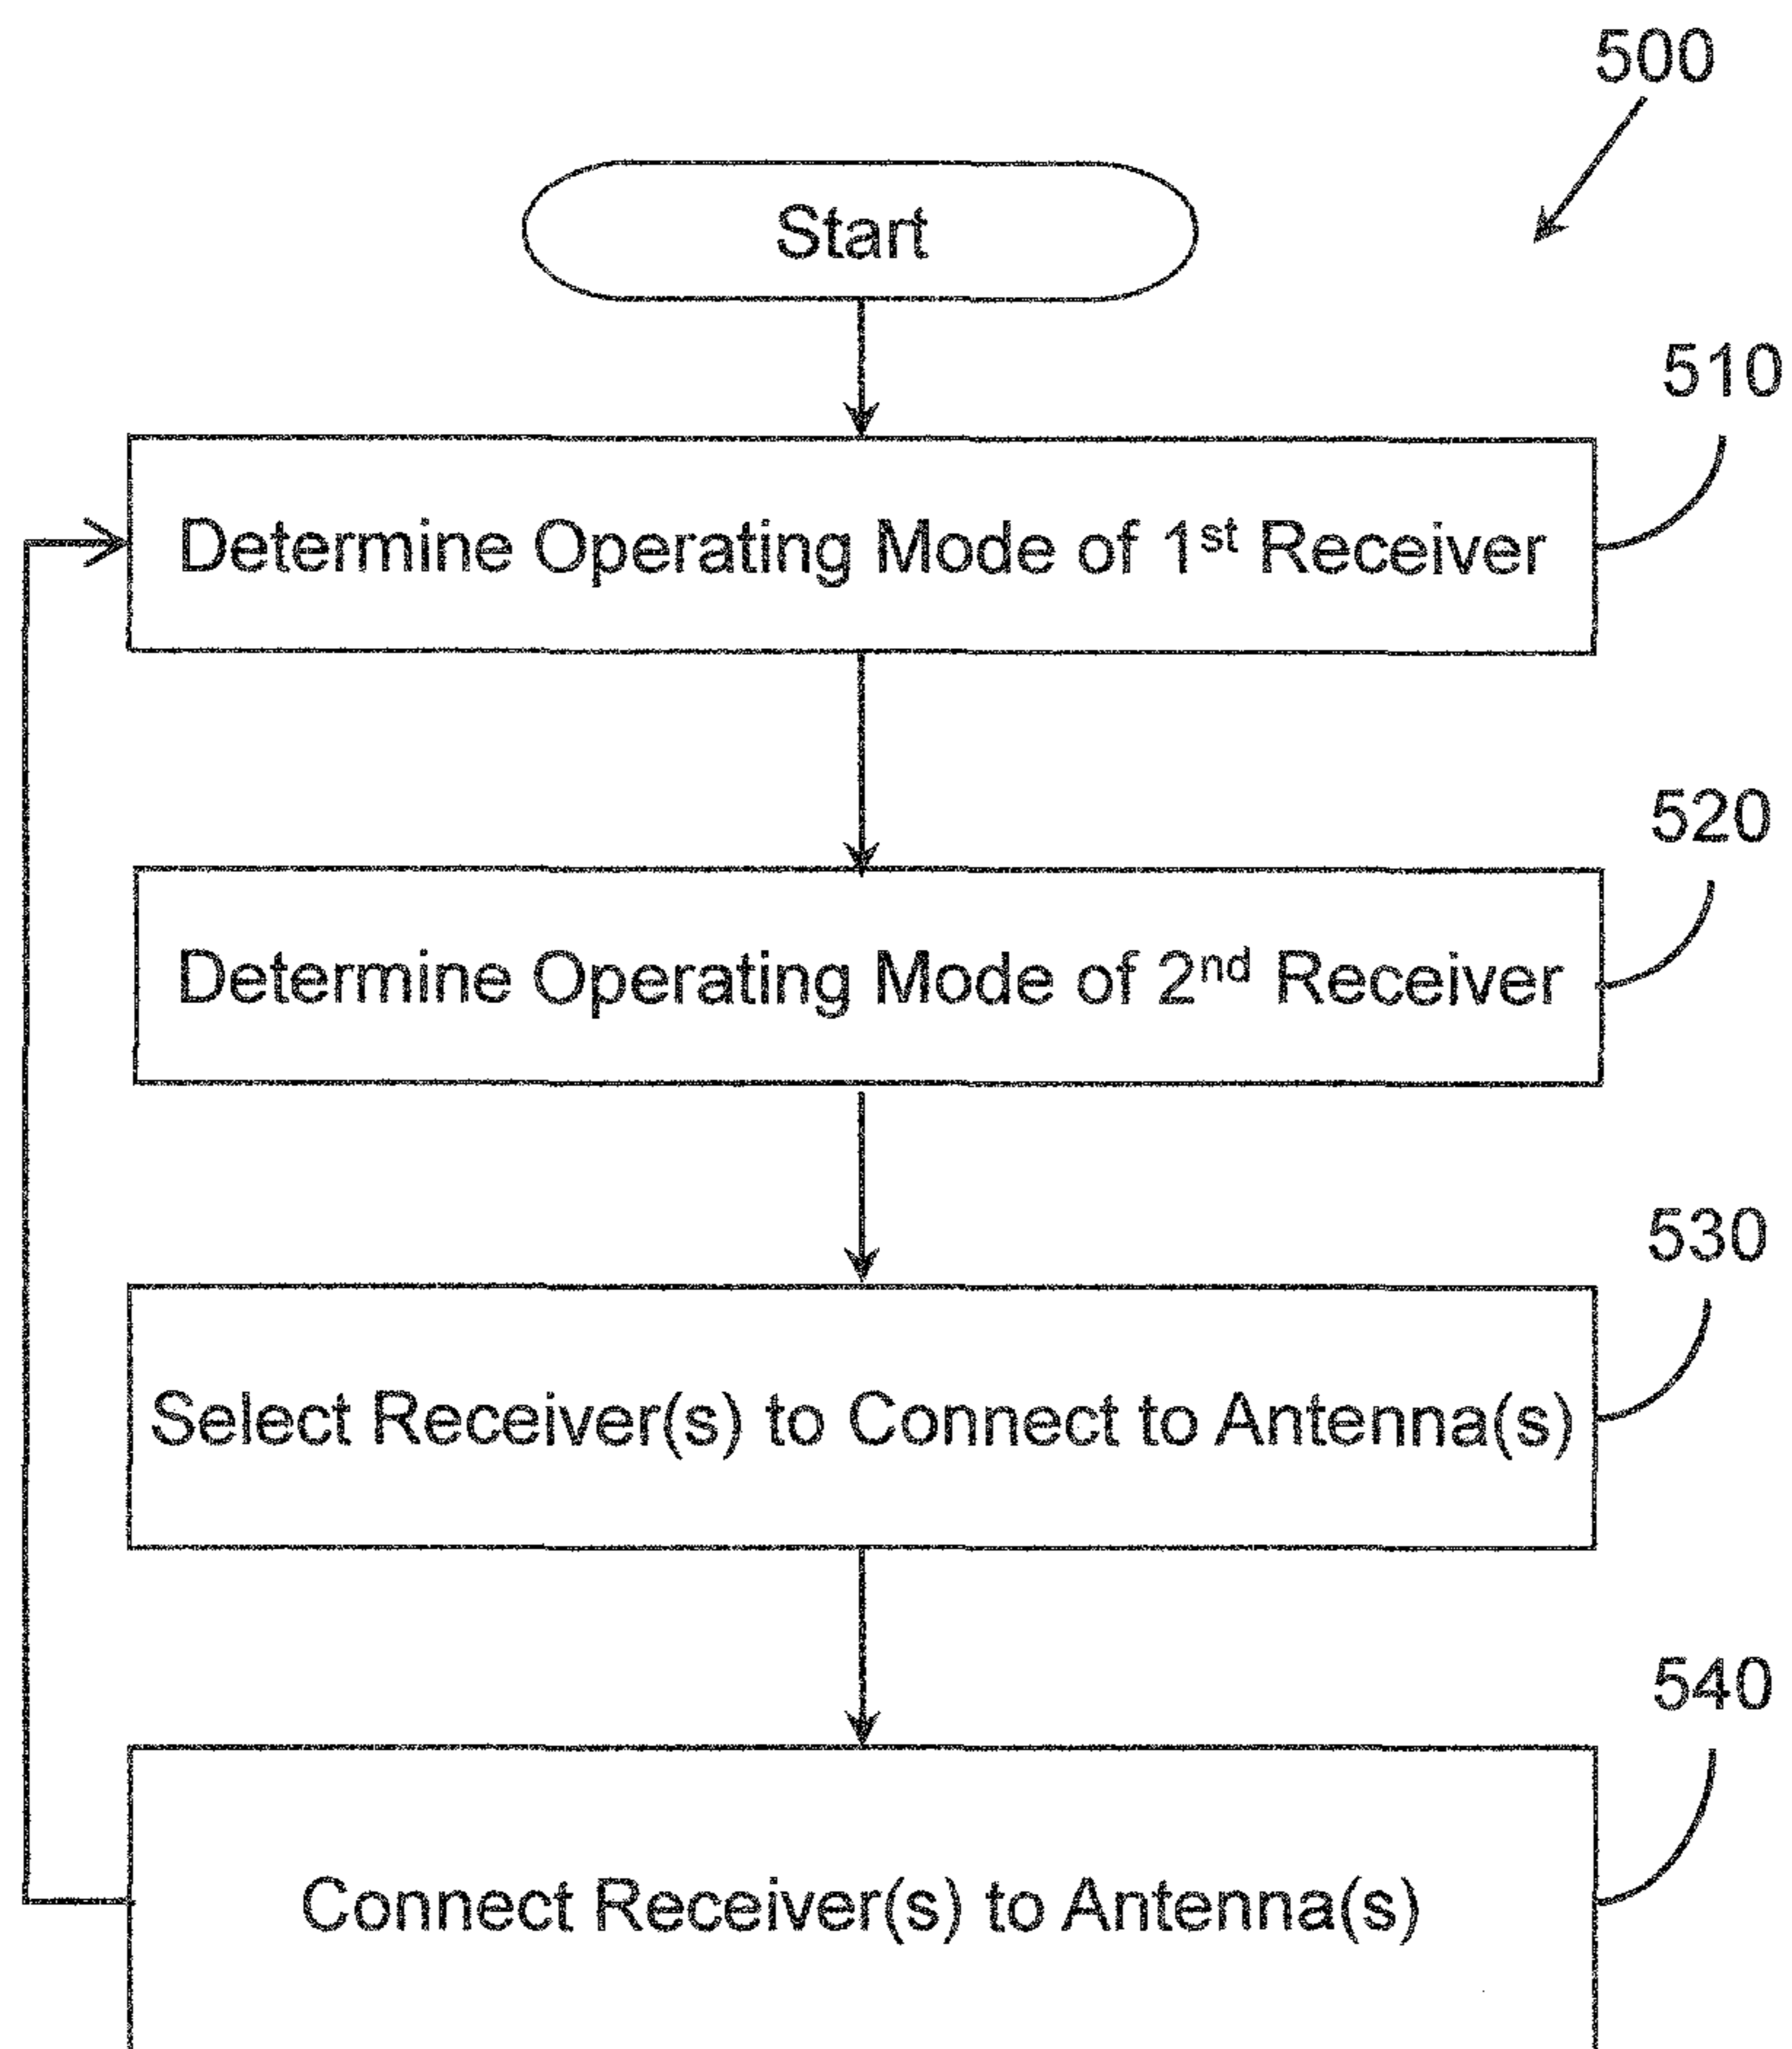 500
Start
510
Determine Operating Mode of 1st Receiver
520
Determine Operating Mode of 2nd Receiver
530
Select Receiver(s) to Connect to Antenna(s)
540
Connect Receiver(s) to Antenna(s)